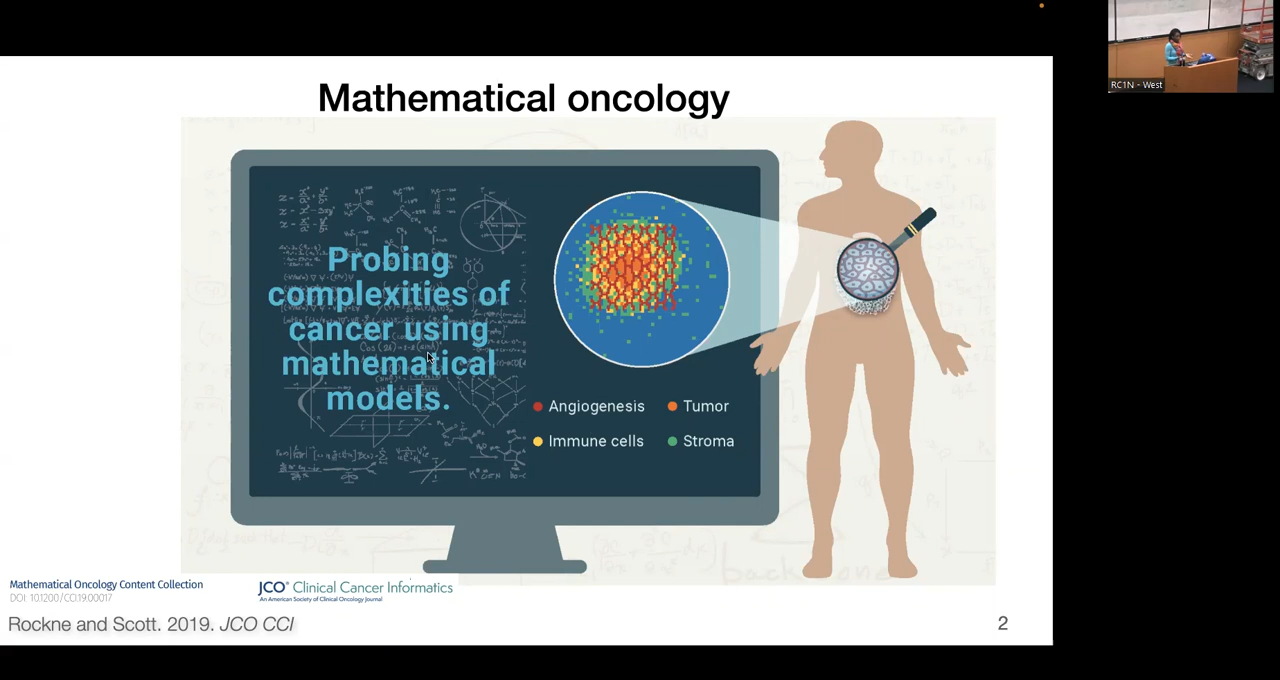 Mathematical oncology
Probing
complexities of
cancer using
mathematical
models.
Angiogenesis
Tumor
Immune cells
Stroma
Mathematical Oncology Content Collection
DOI: 10.1200/CCI.19.00017
JCO® Clinical Cancer Informatics
An American Society of Clinical Oncology Journal
Rockne and Scott. 2019. JCO CCI
2
RC1N - West